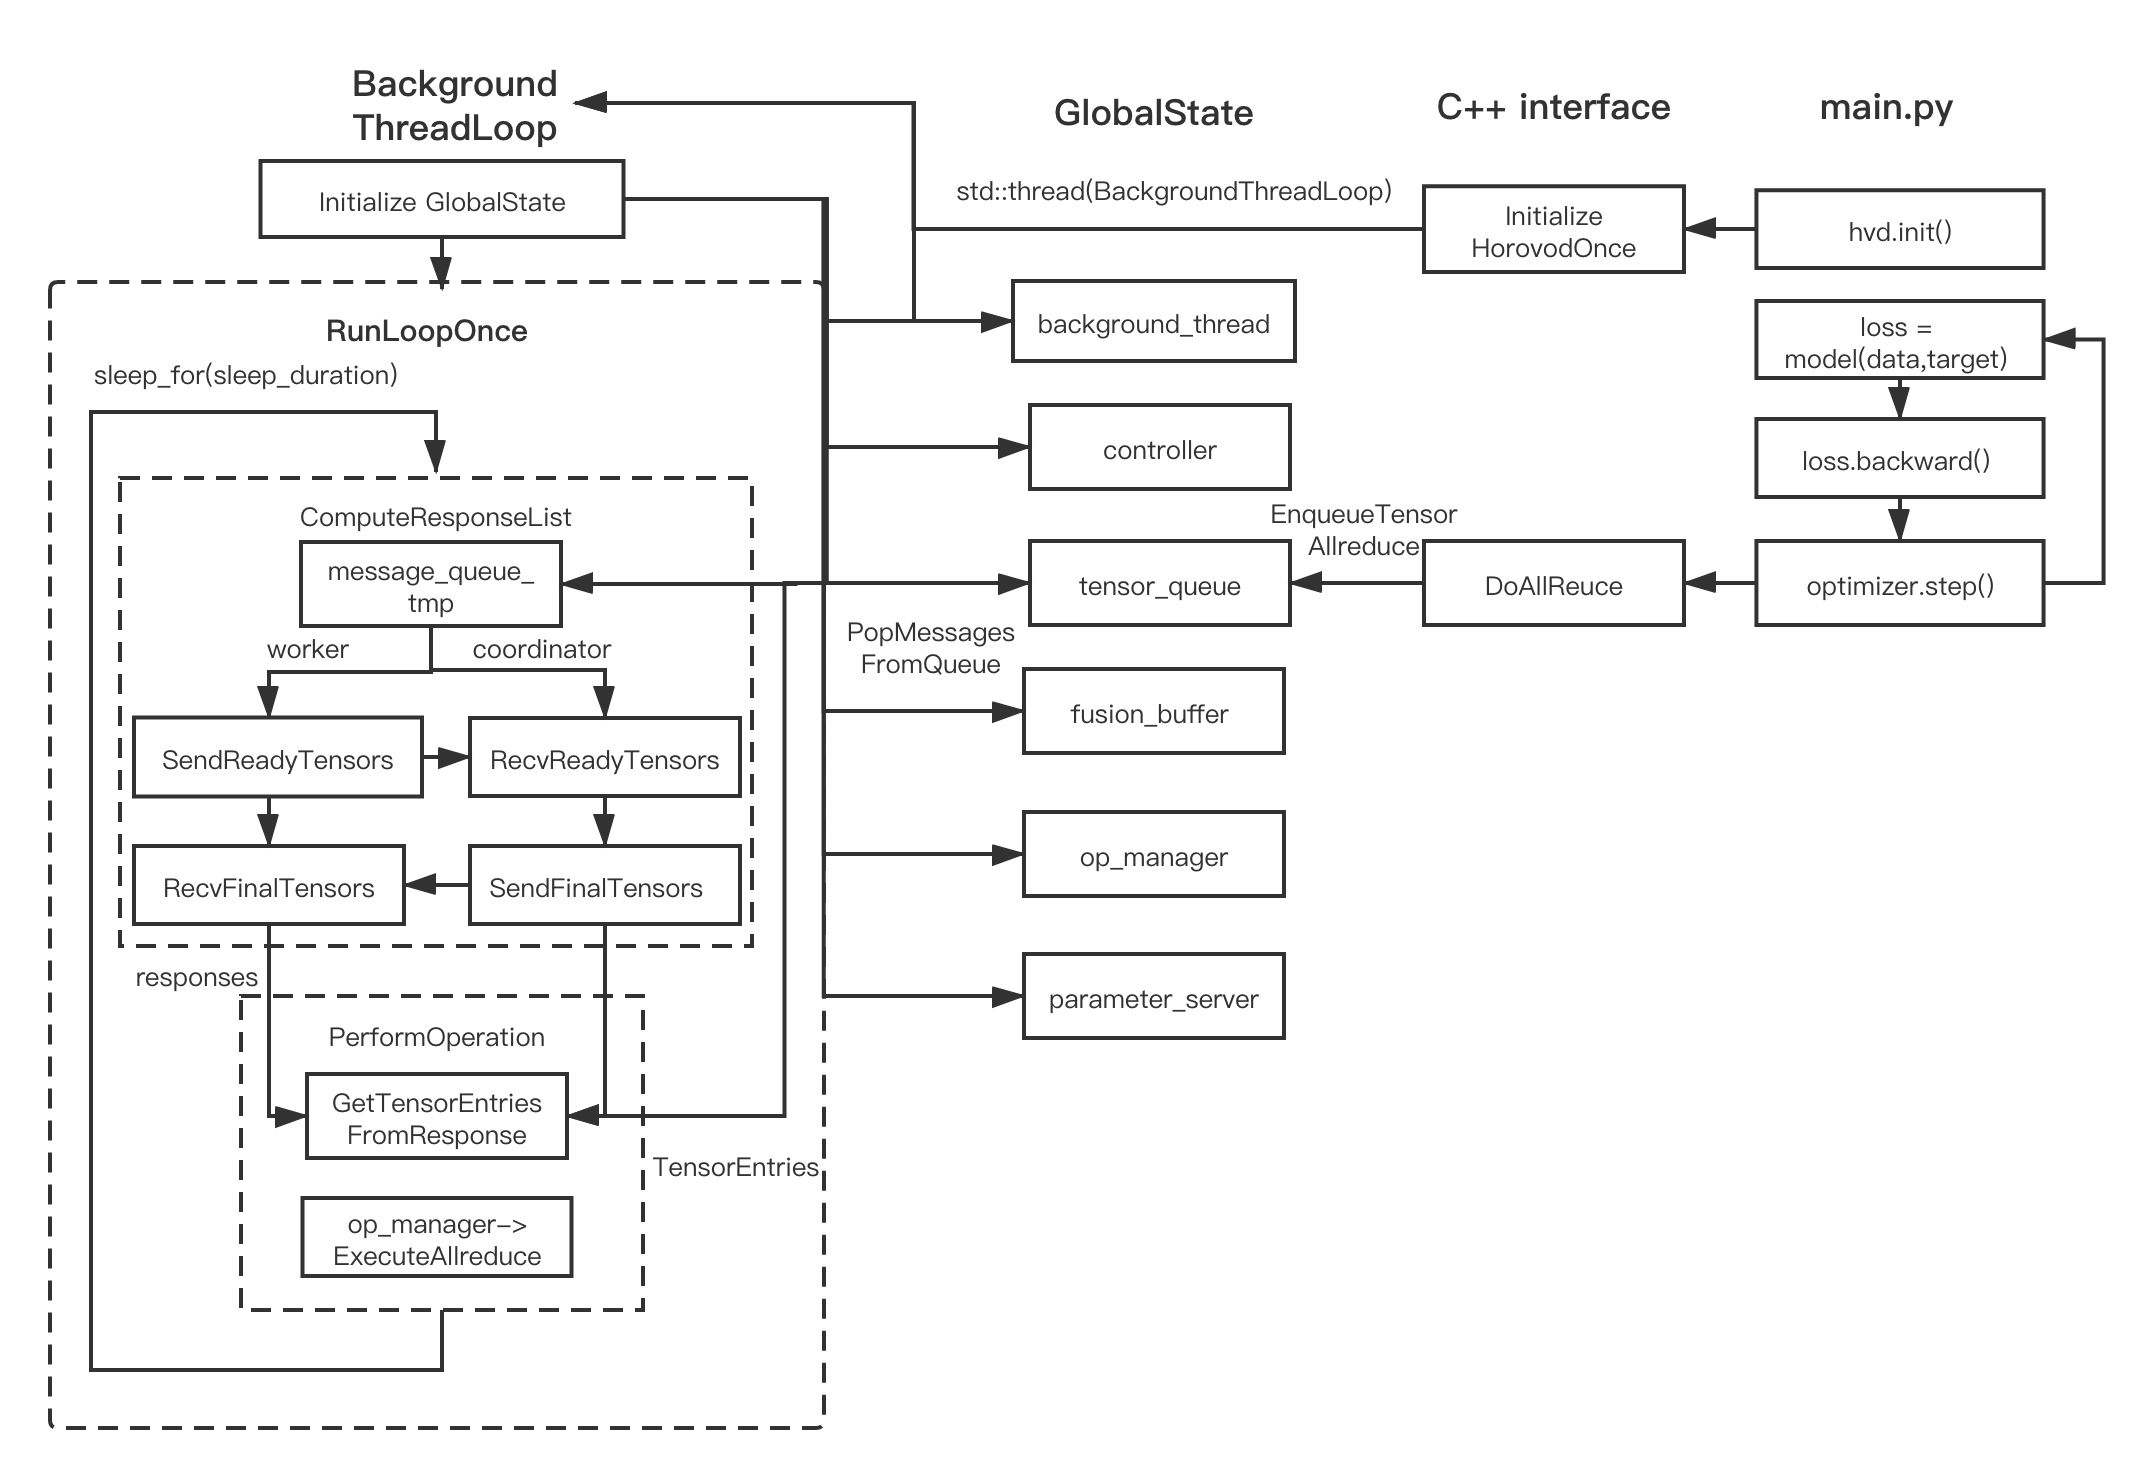 Background
ThreadLoop
GlobalState
C++ interface
main.py
Initialize GlobalState
std::thread(BackgroundThreadLoop)
Initialize
HorovodOnce
hvd.init()
RunLoopOnce
sleep_for(sleep_duration)
background_thread
loss =
model(data,target)
controller
loss.backward()
ComputeResponseList
message_queue_
tmp
EnqueueTensor
Allreduce
tensor_queue
DoAllReuce
optimizer.step()
worker
coordinator
PopMessages
FromQueue
SendReadyTensors
RecvReadyTensors
fusion_buffer
RecvFinalTensors
SendFinalTensors
op_manager
responses
parameter_server
PerformOperation
GetTensorEntries
FromResponse
TensorEntries
op_manager->
ExecuteAllreduce